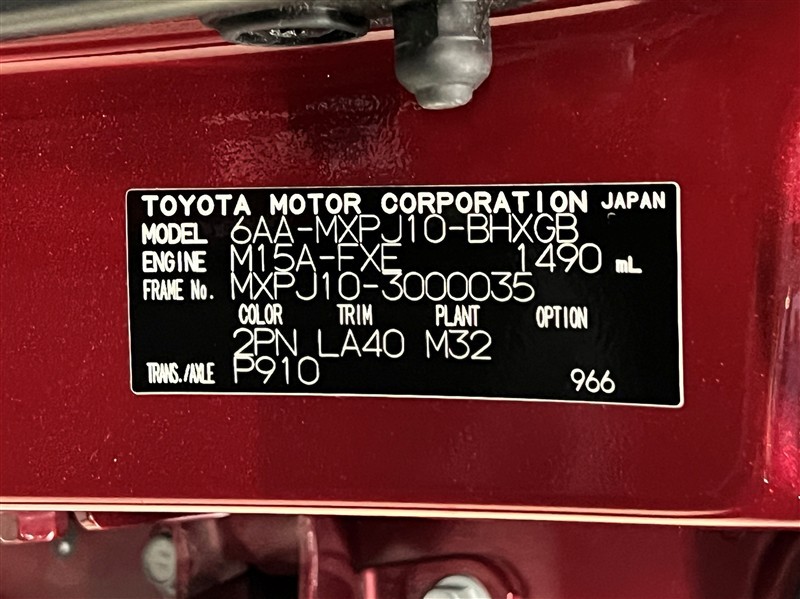 TOYOTA MOTOR CORPORATION JAPAN
MODEL 6AA-MXPJ10-BHXGB
ENGINE M15A-FXE 1490 mL
FRAME No. MXPJ10-3000035
COLOR TRIM PLANT OPTION
2PN LA40 M32
TRANS./AXLE P910 966